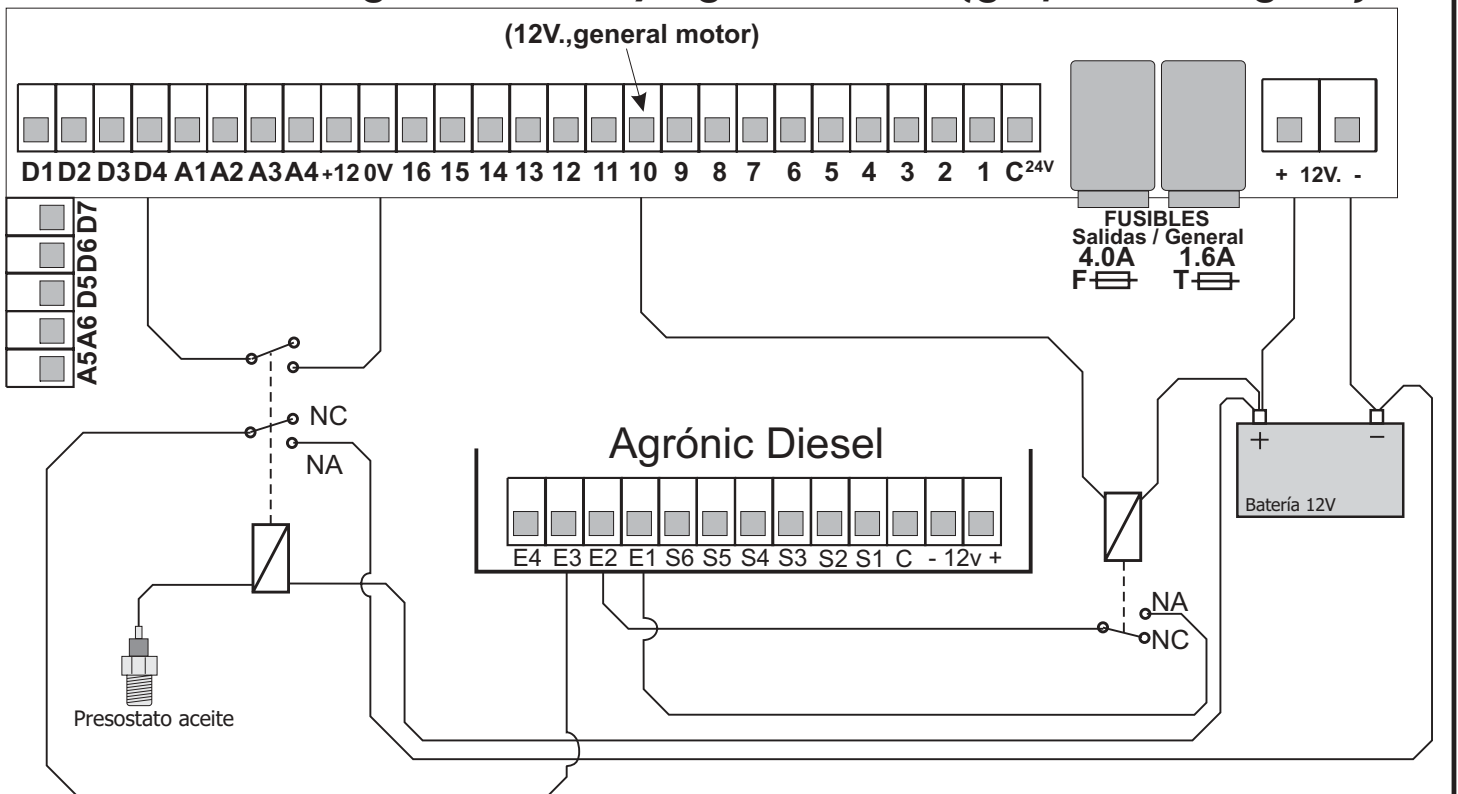 (12V.,general motor)
D1 D2 D3 D4 A1 A2 A3 A4 +12 0V 16 15 14 13 12 11 10 9 8 7 6 5 4 3 2 1 C 24V
+ 12V. -
FUSIBLES
Salidas / General
4.0A 1.6A
F T
D7
D6
D5
A6
A5
NC
NA
Agrónic Diesel
E4 E3 E2 E1 S6 S5 S4 S3 S2 S1 C - 12v +
+ -
Batería 12V
NA
NC
Presostato aceite